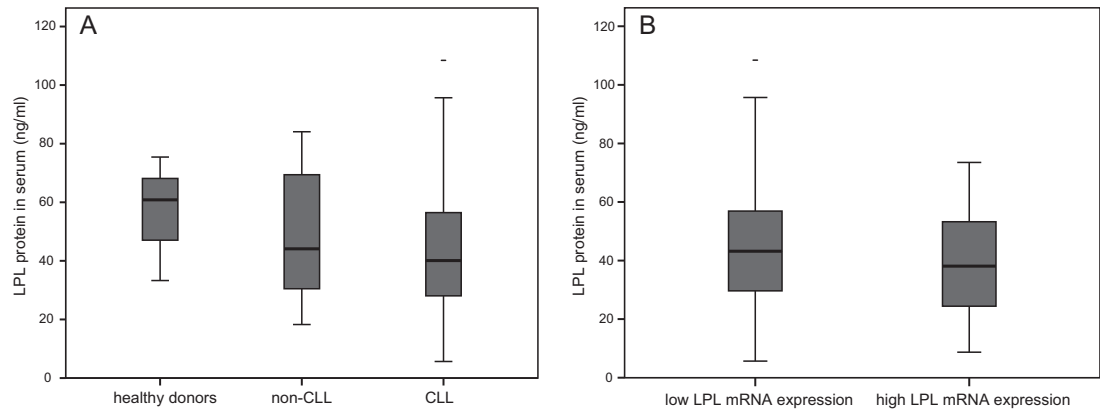 A
LPL protein in serum (ng/ml)
120
100
80
60
40
20
0
healthy donors non-CLL CLL
B
LPL protein in serum (ng/ml)
120
100
80
60
40
20
0
low LPL mRNA expression high LPL mRNA expression